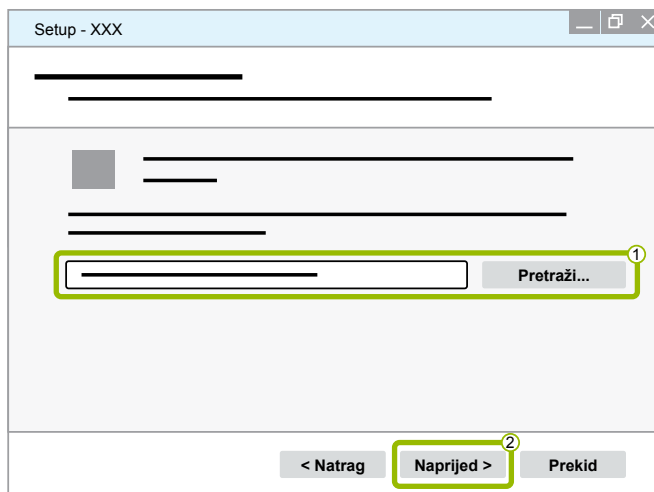 Setup - XXX
1
Pretraži...
2
< Natrag
Naprijed >
Prekid